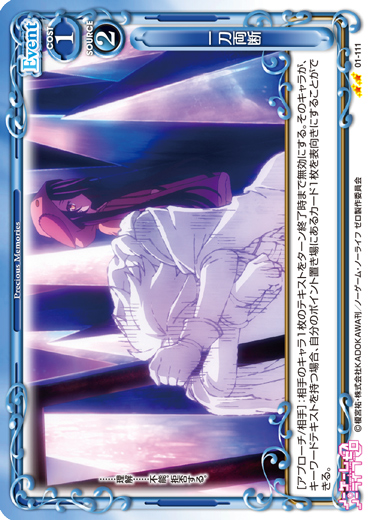 Event
COST
1
SOURCE
2
一刀両断
Precious Memories
………理解………不能。拒否する。
［アプローチ/相手］：相手のキャラ1枚のテキストをターン終了時まで無効にする。そのキャラが、
キーワードテキストを持つ場合、自分のポイント置き場にあるカード1枚を表向きにすることがで
きる。
©榎宮祐・株式会社KADOKAWA刊／ノーゲーム・ノーライフ ゼロ製作委員会
01-111